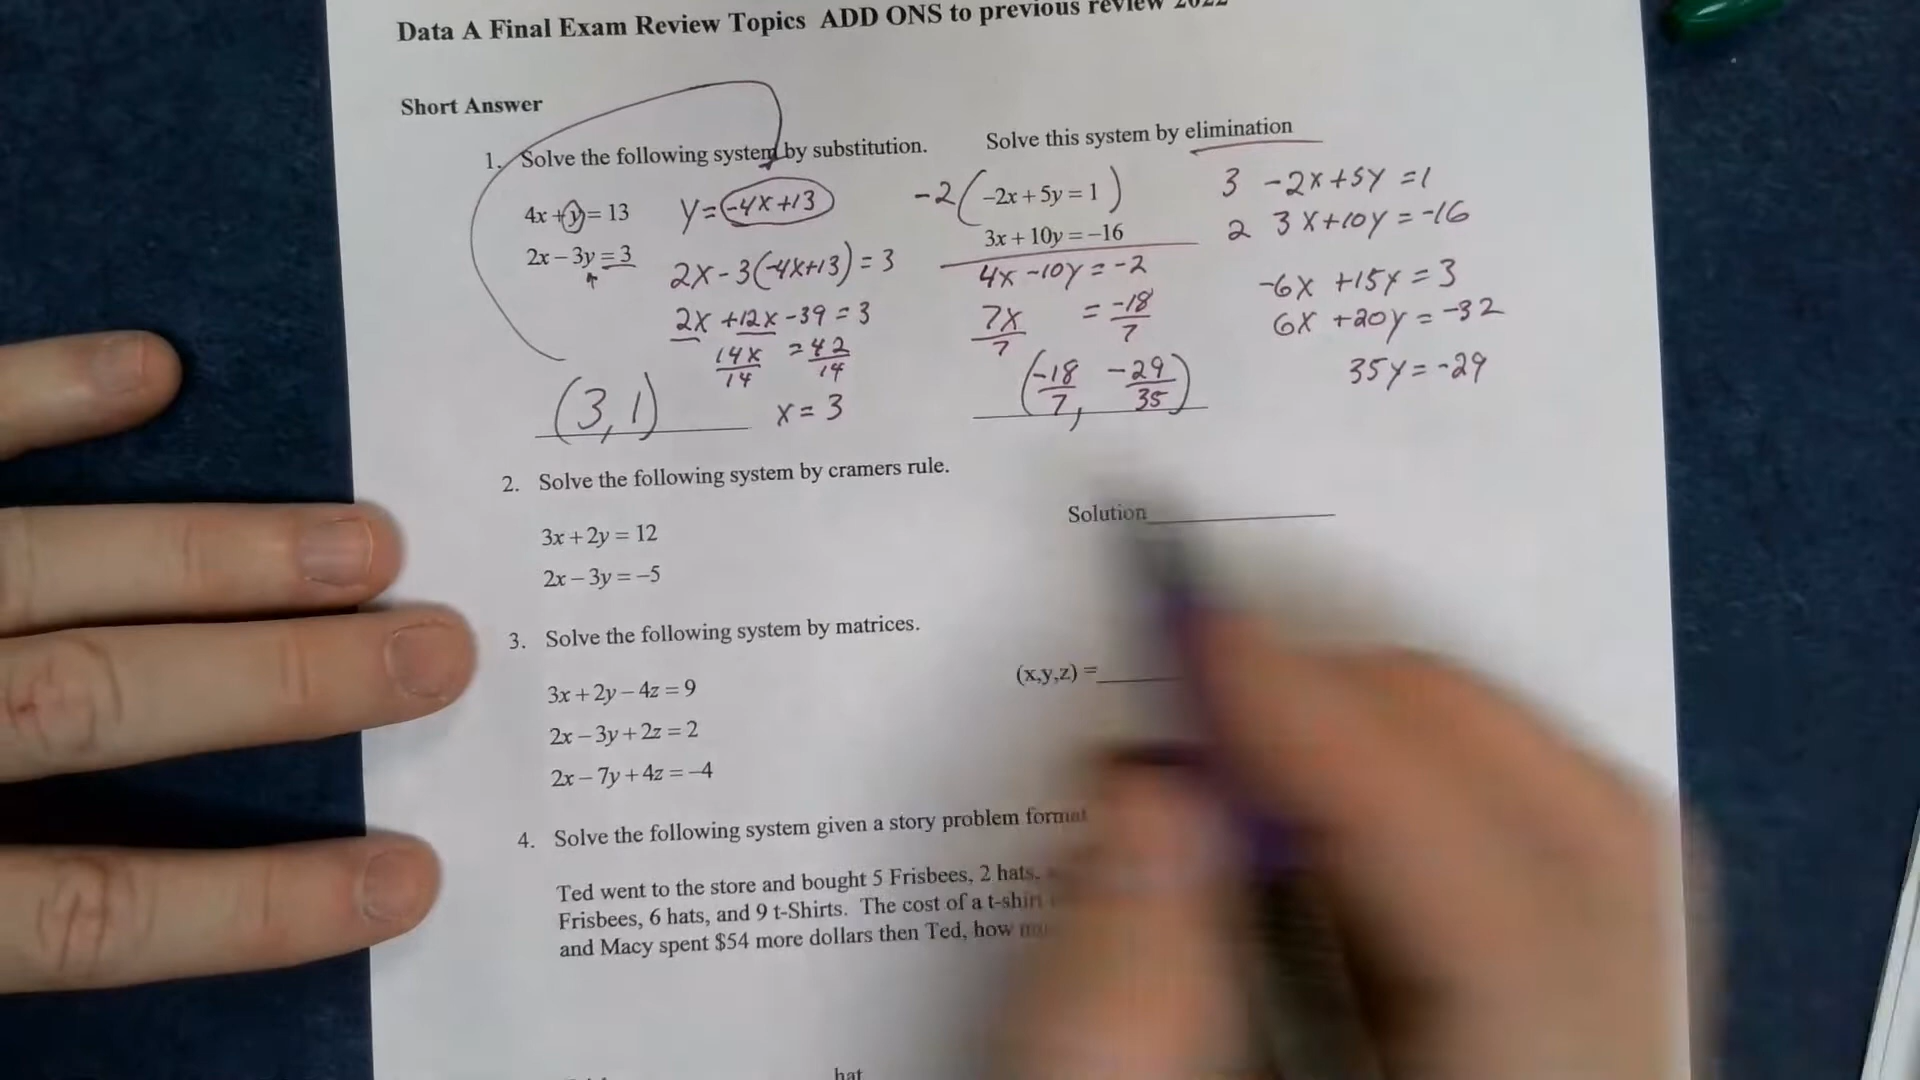 Data A Final Exam Review Topics ADD ONS to previous review 2022
Short Answer
1. Solve the following system by substitution.
4x + y = 13
2x – 3y = 3
y = -4x+13
2x - 3(-4x+13) = 3
2x +12x -39 = 3
14x = 42
14 14
x = 3
(3, 1)
Solve this system by elimination
-2( –2x + 5y = 1 )
3x + 10y = –16
4x -10y = -2
7x = -18
7 7
(-18/7, -29/35)
3 -2x+5y = 1
2 3x+10y = -16
-6x +15y = 3
6x +20y = -32
35y = -29
2. Solve the following system by cramers rule.
3x + 2y = 12
2x – 3y = –5
Solution
3. Solve the following system by matrices.
3x + 2y – 4z = 9
2x – 3y + 2z = 2
2x – 7y + 4z = –4
(x,y,z) =
4. Solve the following system given a story problem format
Ted went to the store and bought 5 Frisbees, 2 hats,
Frisbees, 6 hats, and 9 t-Shirts. The cost of a t-shirt
and Macy spent $54 more dollars then Ted, how
hat